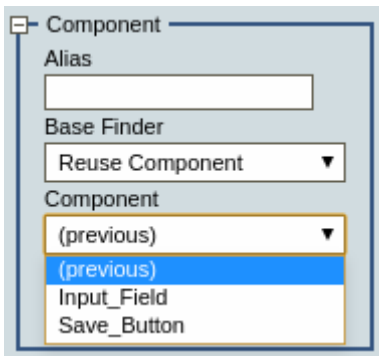 Component
Alias
Base Finder
Reuse Component
Component
(previous)
(previous)
Input_Field
Save_Button